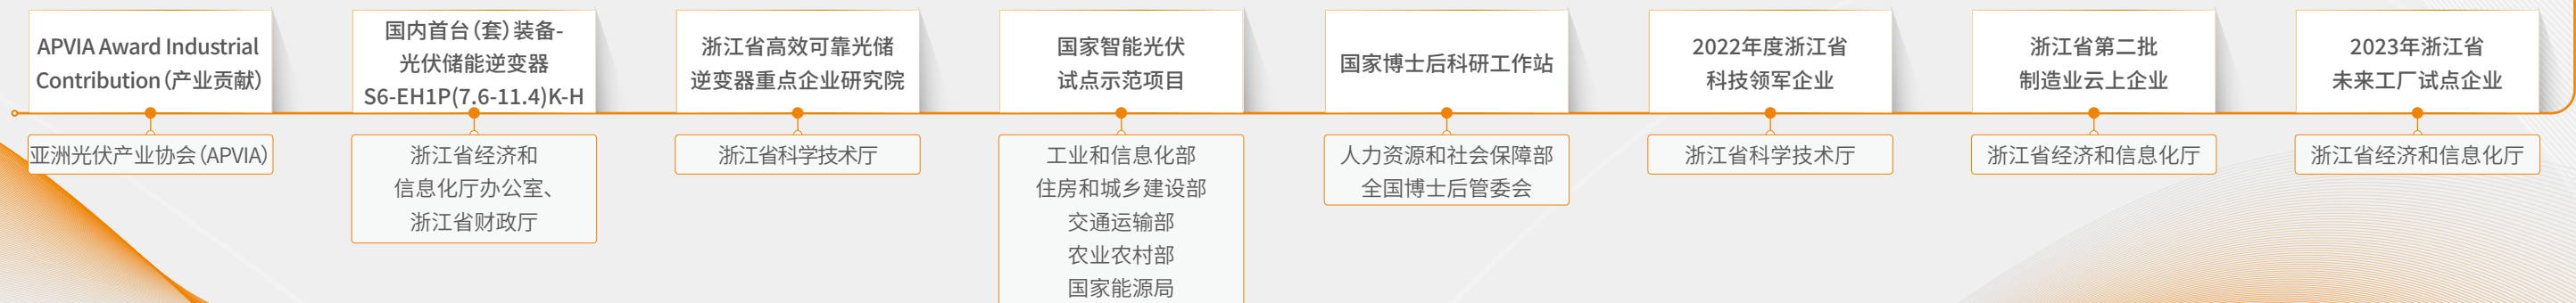 APVIA Award Industrial
Contribution（产业贡献）
亚洲光伏产业协会（APVIA）
国内首台（套）装备-
光伏储能逆变器
S6-EH1P(7.6-11.4)K-H
浙江省经济和
信息化厅办公室、
浙江省财政厅
浙江省高效可靠光储
逆变器重点企业研究院
浙江省科学技术厅
国家智能光伏
试点示范项目
工业和信息化部
住房和城乡建设部
交通运输部
农业农村部
国家能源局
国家博士后科研工作站
人力资源和社会保障部
全国博士后管委会
2022年度浙江省
科技领军企业
浙江省科学技术厅
浙江省第二批
制造业云上企业
浙江省经济和信息化厅
2023年浙江省
未来工厂试点企业
浙江省经济和信息化厅